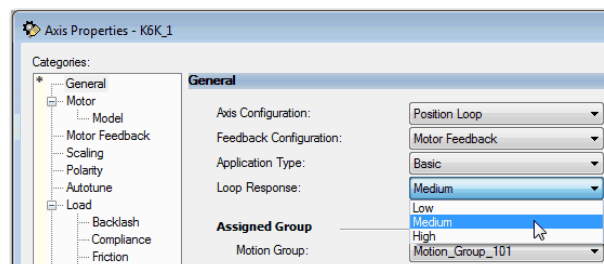 Axis Properties - K6K_1
Categories:
* General
Motor
Model
Motor Feedback
Scaling
Polarity
Autotune
Load
Backlash
Compliance
Friction
General
Axis Configuration: Position Loop
Feedback Configuration: Motor Feedback
Application Type: Basic
Loop Response: Medium
Low
Medium
High
Assigned Group
Motion Group: Motion_Group_101